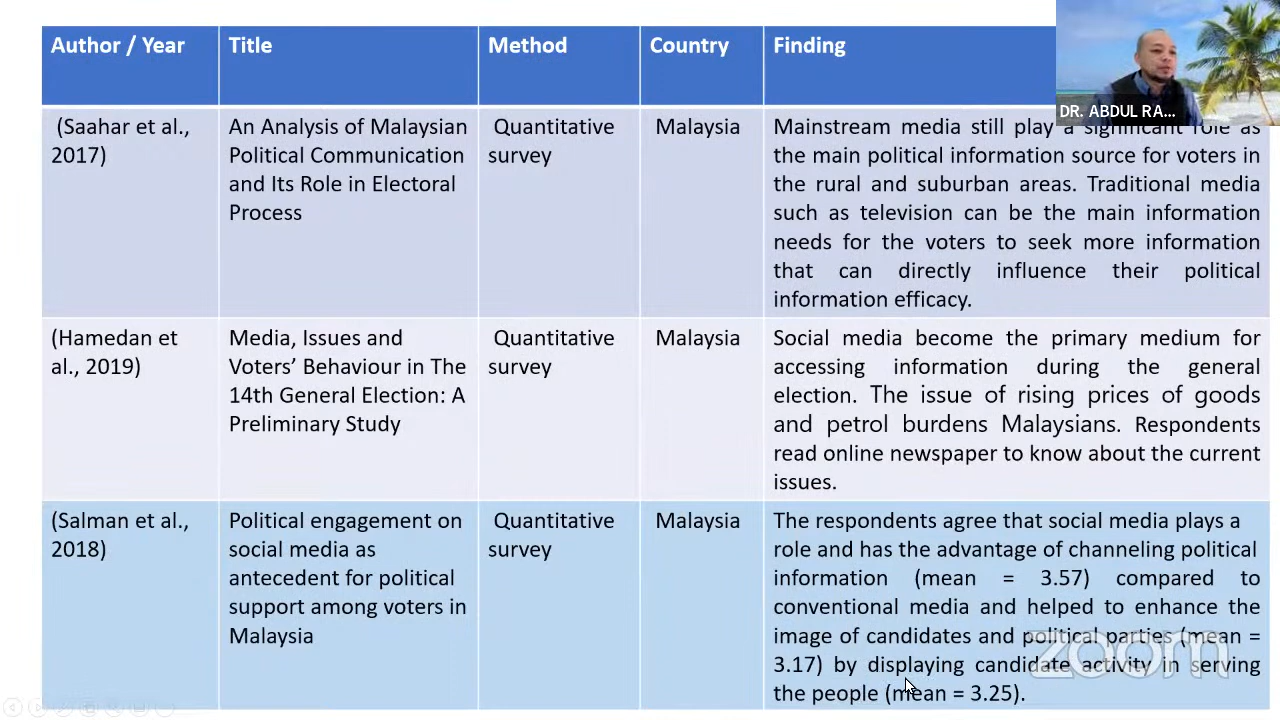 Author / Year
Title
Method
Country
Finding
DR. ABDUL RA...
(Saahar et al.,
2017)
An Analysis of Malaysian
Political Communication
and Its Role in Electoral
Process
Quantitative
survey
Malaysia
Mainstream media still play a significant role as
the main political information source for voters in
the rural and suburban areas. Traditional media
such as television can be the main information
needs for the voters to seek more information
that can directly influence their political
information efficacy.
(Hamedan et
al., 2019)
Media, Issues and
Voters’ Behaviour in The
14th General Election: A
Preliminary Study
Quantitative
survey
Malaysia
Social media become the primary medium for
accessing information during the general
election. The issue of rising prices of goods
and petrol burdens Malaysians. Respondents
read online newspaper to know about the current
issues.
(Salman et al.,
2018)
Political engagement on
social media as
antecedent for political
support among voters in
Malaysia
Quantitative
survey
Malaysia
The respondents agree that social media plays a
role and has the advantage of channeling political
information (mean = 3.57) compared to
conventional media and helped to enhance the
image of candidates and political parties (mean =
3.17) by displaying candidate activity in serving
the people (mean = 3.25).
zoom